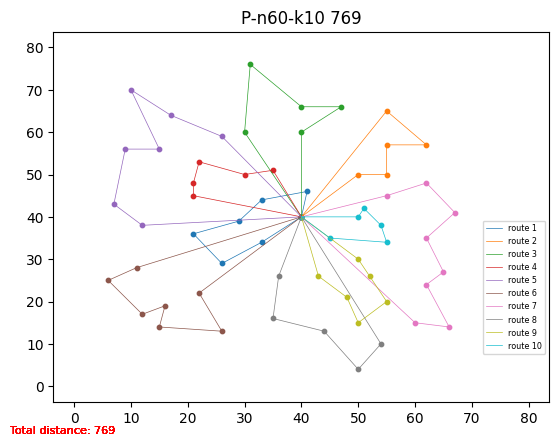 P-n60-k10 769
80
70
60
50
40
30
20
10
0
0 10 20 30 40 50 60 70 80
route 1
route 2
route 3
route 4
route 5
route 6
route 7
route 8
route 9
route 10
Total distance: 769